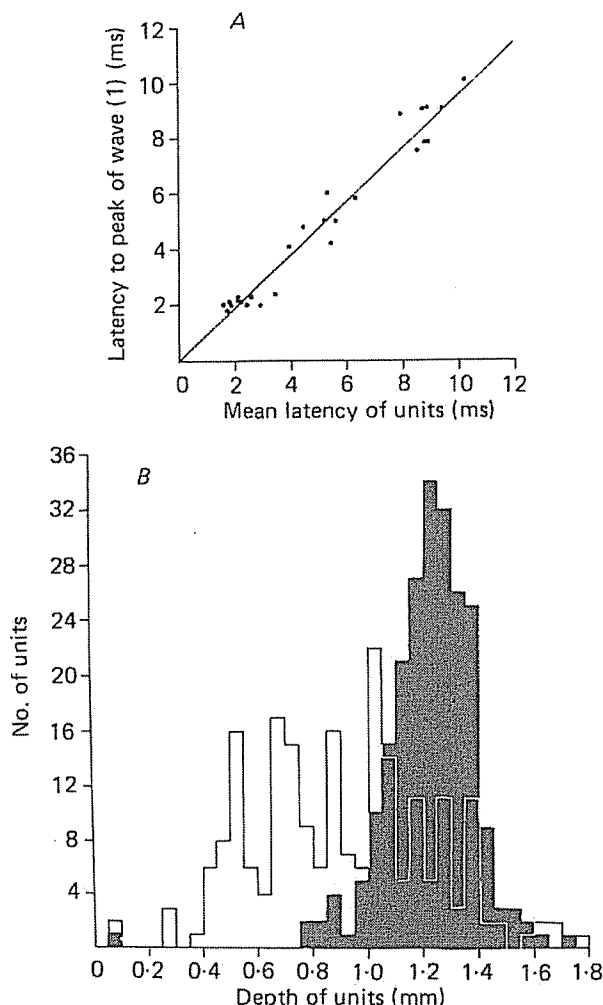 A
Latency to peak of wave (1) (ms)
12
10
8
6
4
2
0 2 4 6 8 10 12
Mean latency of units (ms)
B
No. of units
36
32
28
24
20
16
12
8
4
0 0·2 0·4 0·6 0·8 1·0 1·2 1·4 1·6 1·8
Depth of units (mm)